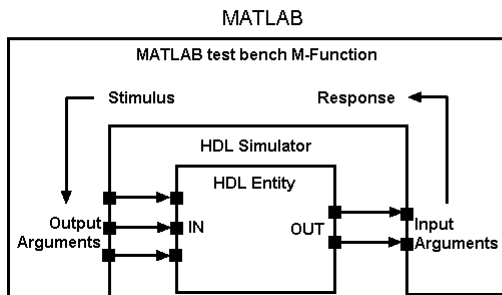 MATLAB
MATLAB test bench M-Function
Stimulus
Response
HDL Simulator
HDL Entity
Output
Arguments
IN
OUT
Input
Arguments